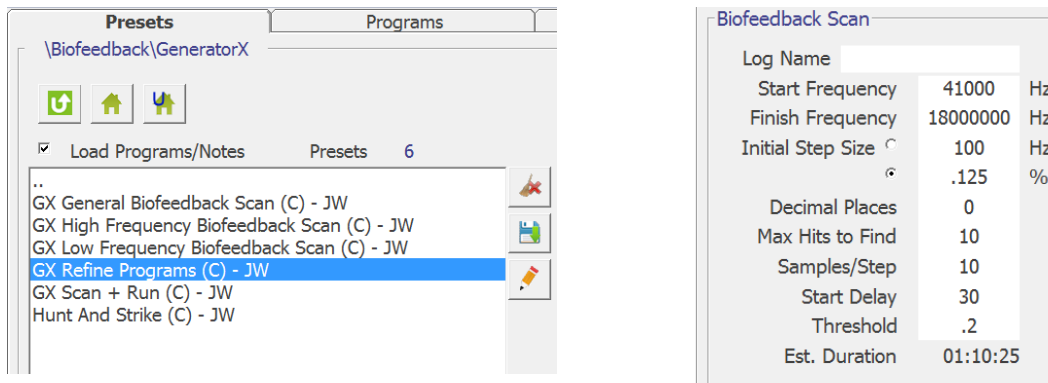 Presets Programs
\Biofeedback\GeneratorX
Load Programs/Notes Presets 6
..
GX General Biofeedback Scan (C) - JW
GX High Frequency Biofeedback Scan (C) - JW
GX Low Frequency Biofeedback Scan (C) - JW
GX Refine Programs (C) - JW
GX Scan + Run (C) - JW
Hunt And Strike (C) - JW
Biofeedback Scan
Log Name
Start Frequency 41000 Hz
Finish Frequency 18000000 Hz
Initial Step Size 100 Hz
.125 %
Decimal Places 0
Max Hits to Find 10
Samples/Step 10
Start Delay 30
Threshold .2
Est. Duration 01:10:25